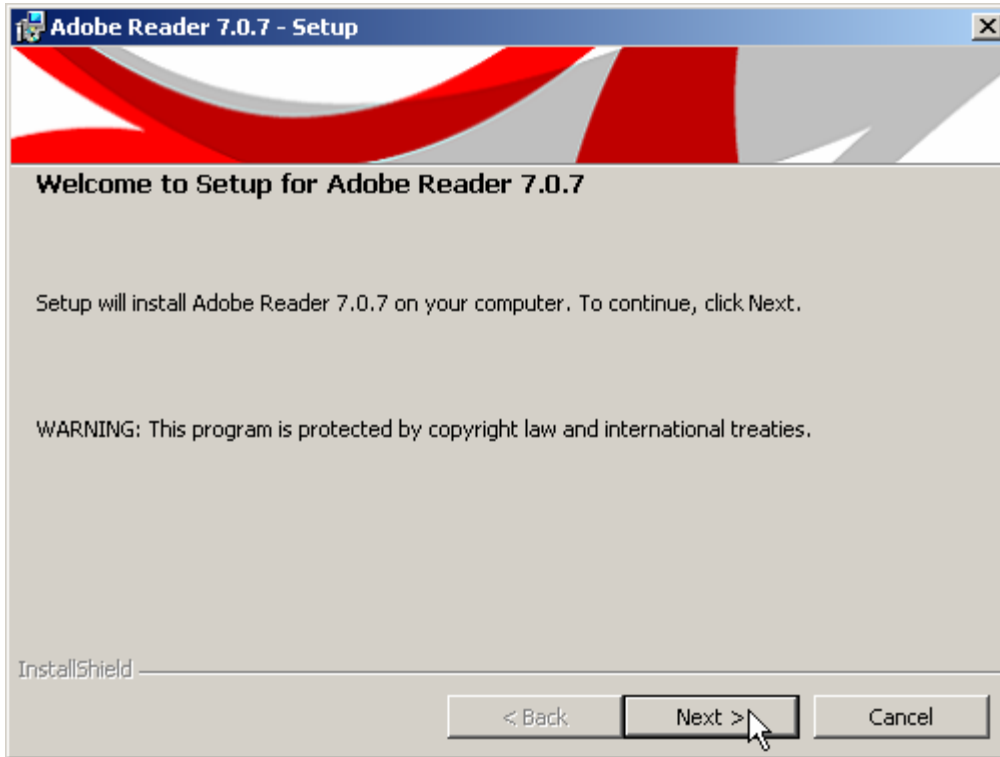 Adobe Reader 7.0.7 - Setup
Welcome to Setup for Adobe Reader 7.0.7
Setup will install Adobe Reader 7.0.7 on your computer. To continue, click Next.
WARNING: This program is protected by copyright law and international treaties.
InstallShield
< Back Next > Cancel